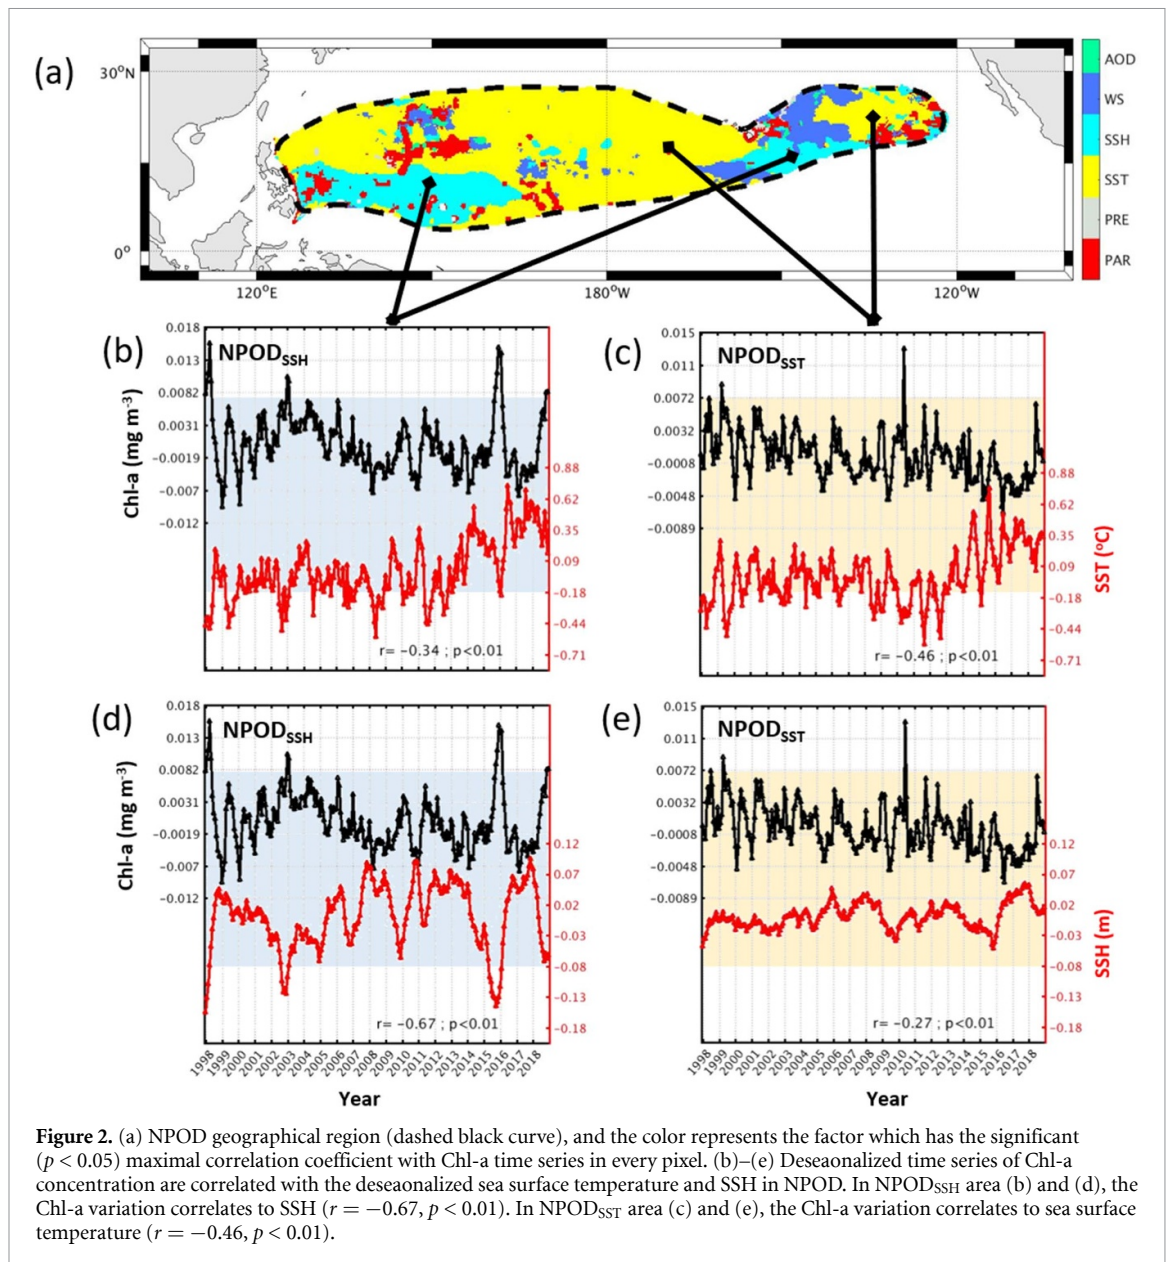 (a)
30°N
0°
120°E
180°W
120°W
AOD
WS
SSH
SST
PRE
PAR
(b)
NPOD_SSH
Chl-a (mg m⁻³)
0.018
0.013
0.0082
0.0031
−0.0019
−0.007
−0.012
0.88
0.62
0.35
0.09
−0.18
−0.44
−0.71
r= −0.34 ; p<0.01
(c)
NPOD_SST
0.015
0.011
0.0072
0.0032
−0.0008
−0.0048
−0.0089
0.88
0.62
0.35
0.09
−0.18
−0.44
−0.71
SST (°C)
r= −0.46 ; p<0.01
(d)
NPOD_SSH
Chl-a (mg m⁻³)
0.018
0.013
0.0082
0.0031
−0.0019
−0.007
−0.012
0.12
0.07
0.02
−0.03
−0.08
−0.13
−0.18
r= −0.67 ; p<0.01
1998 1999 2000 2001 2002 2003 2004 2005 2006 2007 2008 2009 2010 2011 2012 2013 2014 2015 2016 2017 2018
Year
(e)
NPOD_SST
0.015
0.011
0.0072
0.0032
−0.0008
−0.0048
−0.0089
0.12
0.07
0.02
−0.03
−0.08
−0.13
−0.18
SSH (m)
r= −0.27 ; p<0.01
1998 1999 2000 2001 2002 2003 2004 2005 2006 2007 2008 2009 2010 2011 2012 2013 2014 2015 2016 2017 2018
Year
Figure 2. (a) NPOD geographical region (dashed black curve), and the color represents the factor which has the significant
(p < 0.05) maximal correlation coefficient with Chl-a time series in every pixel. (b)–(e) Deseaonalized time series of Chl-a
concentration are correlated with the deseaonalized sea surface temperature and SSH in NPOD. In NPOD_SSH area (b) and (d), the
Chl-a variation correlates to SSH (r = −0.67, p < 0.01). In NPOD_SST area (c) and (e), the Chl-a variation correlates to sea surface
temperature (r = −0.46, p < 0.01).